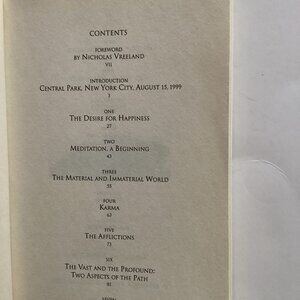 CONTENTS
FOREWORD
BY NICHOLAS VREELAND
VII
INTRODUCTION
CENTRAL PARK, NEW YORK CITY, AUGUST 15, 1999
1
ONE
THE DESIRE FOR HAPPINESS
27
TWO
MEDITATION, A BEGINNING
43
THREE
THE MATERIAL AND IMMATERIAL WORLD
55
FOUR
KARMA
FIVE
THE AFFLICTIONS
73
SIX
THE VAST AND THE PROFOUND:
TWO ASPECTS OF THE PATH
81
SEVEN